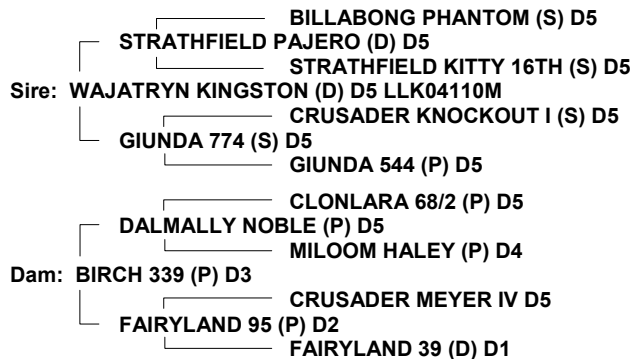 BILLABONG PHANTOM (S) D5
STRATHFIELD PAJERO (D) D5
STRATHFIELD KITTY 16TH (S) D5
Sire: WAJATRYN KINGSTON (D) D5 LLK04110M
CRUSADER KNOCKOUT I (S) D5
GIUNDA 774 (S) D5
GIUNDA 544 (P) D5
CLONLARA 68/2 (P) D5
DALMALLY NOBLE (P) D5
MILOOM HALEY (P) D4
Dam: BIRCH 339 (P) D3
CRUSADER MEYER IV D5
FAIRYLAND 95 (P) D2
FAIRYLAND 39 (D) D1